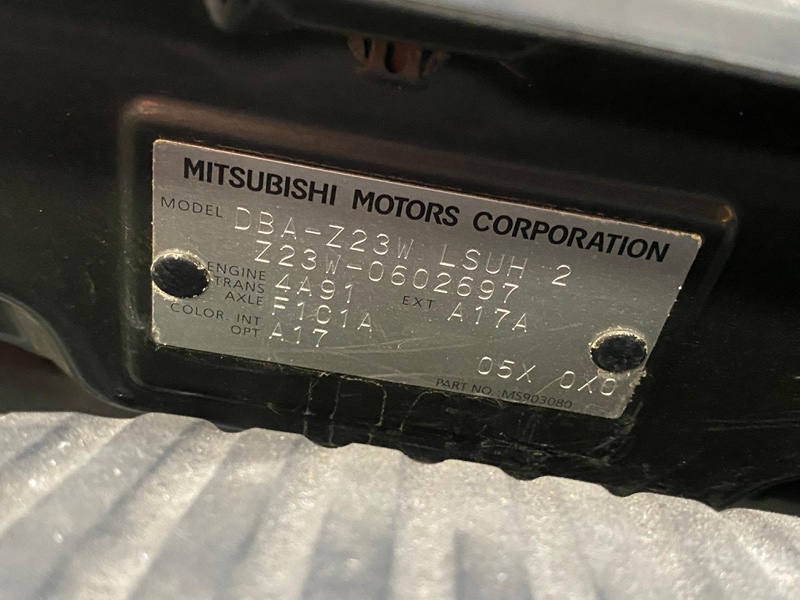 MITSUBISHI MOTORS CORPORATION
MODEL DBA-Z23W LSUH 2
Z23W-0602697
ENGINE 4A91 EXT A17A
TRANS AXLE F1C1A
COLOR. INT A17
OPT
05X 0X0
PART NO.: MS903080